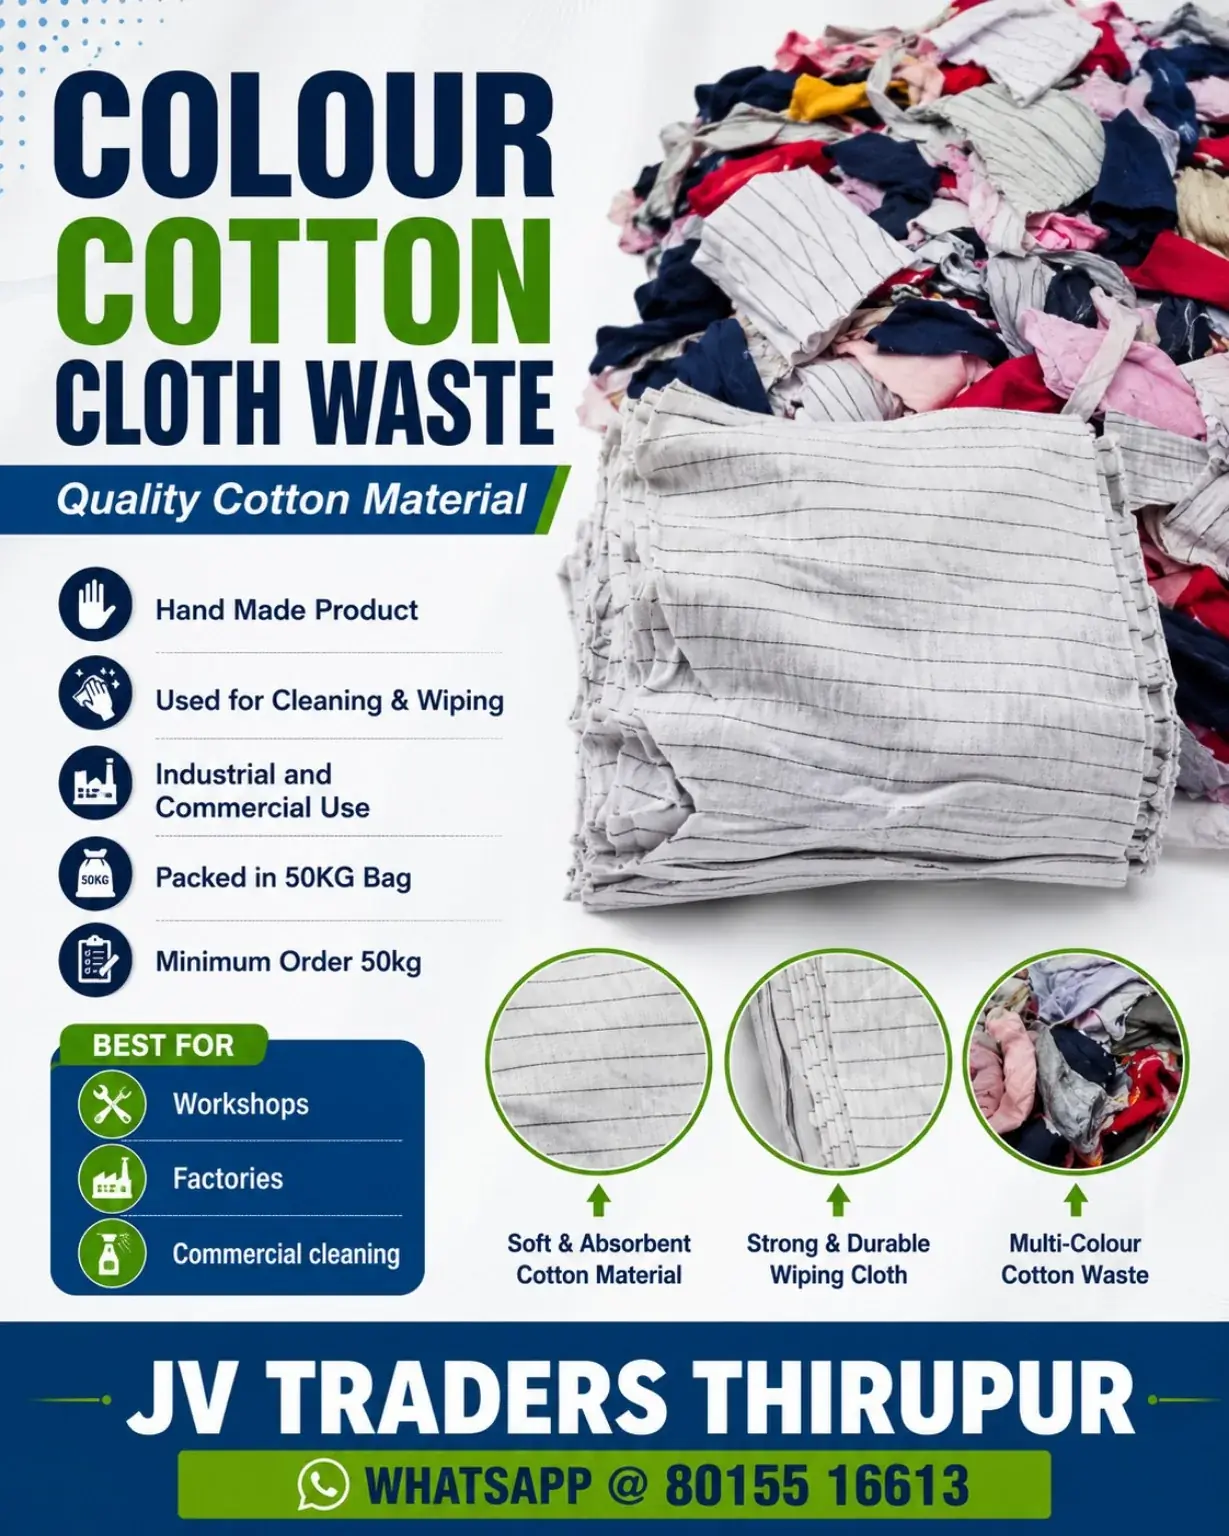 COLOUR
COTTON
CLOTH WASTE
Quality Cotton Material
Hand Made Product
Used for Cleaning & Wiping
Industrial and
Commercial Use
50KG
Packed in 50KG Bag
Minimum Order 50kg
BEST FOR
Workshops
Factories
Commercial cleaning
Soft & Absorbent
Cotton Material
Strong & Durable
Wiping Cloth
Multi-Colour
Cotton Waste
JV TRADERS THIRUPUR
WHATSAPP @ 80155 16613